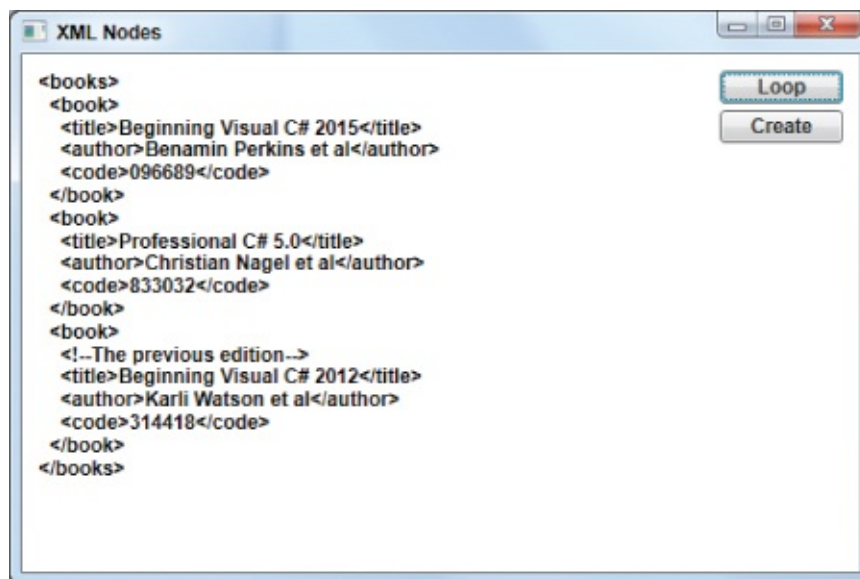 XML Nodes
<books>
<book>
<title>Beginning Visual C# 2015</title>
<author>Benamin Perkins et al</author>
<code>096689</code>
</book>
<book>
<title>Professional C# 5.0</title>
<author>Christian Nagel et al</author>
<code>833032</code>
</book>
<book>
<!--The previous edition-->
<title>Beginning Visual C# 2012</title>
<author>Karli Watson et al</author>
<code>314418</code>
</book>
</books>
Loop
Create